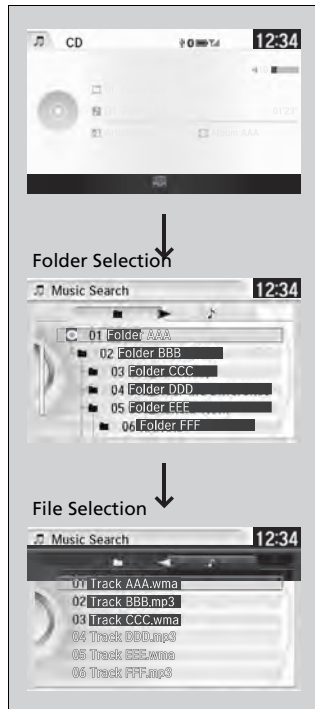 CD
12:34
Folder Selection
Music Search 12:34
01 Folder AAA
02 Folder BBB
03 Folder CCC
04 Folder DDD
05 Folder EEE
06 Folder FFF
File Selection
Music Search 12:34
01 Track AAA.wma
02 Track BBB.mp3
03 Track CCC.wma
04 Track DDD.mp3
05 Track EEE.wma
06 Track FFF.mp3